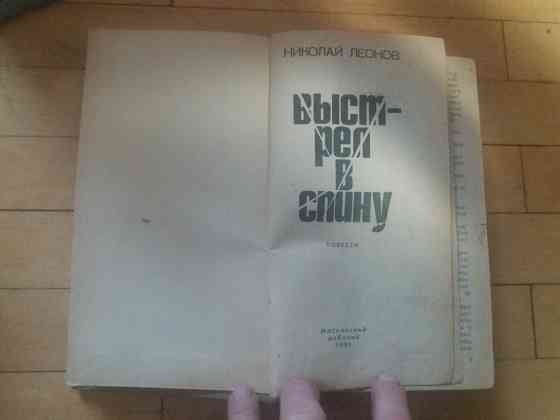 НИКОЛАЙ ЛЕОНОВ
ВЫСТ-
РЕЛ
В
СПИНУ
ПОВЕСТИ
Московский
рабочий